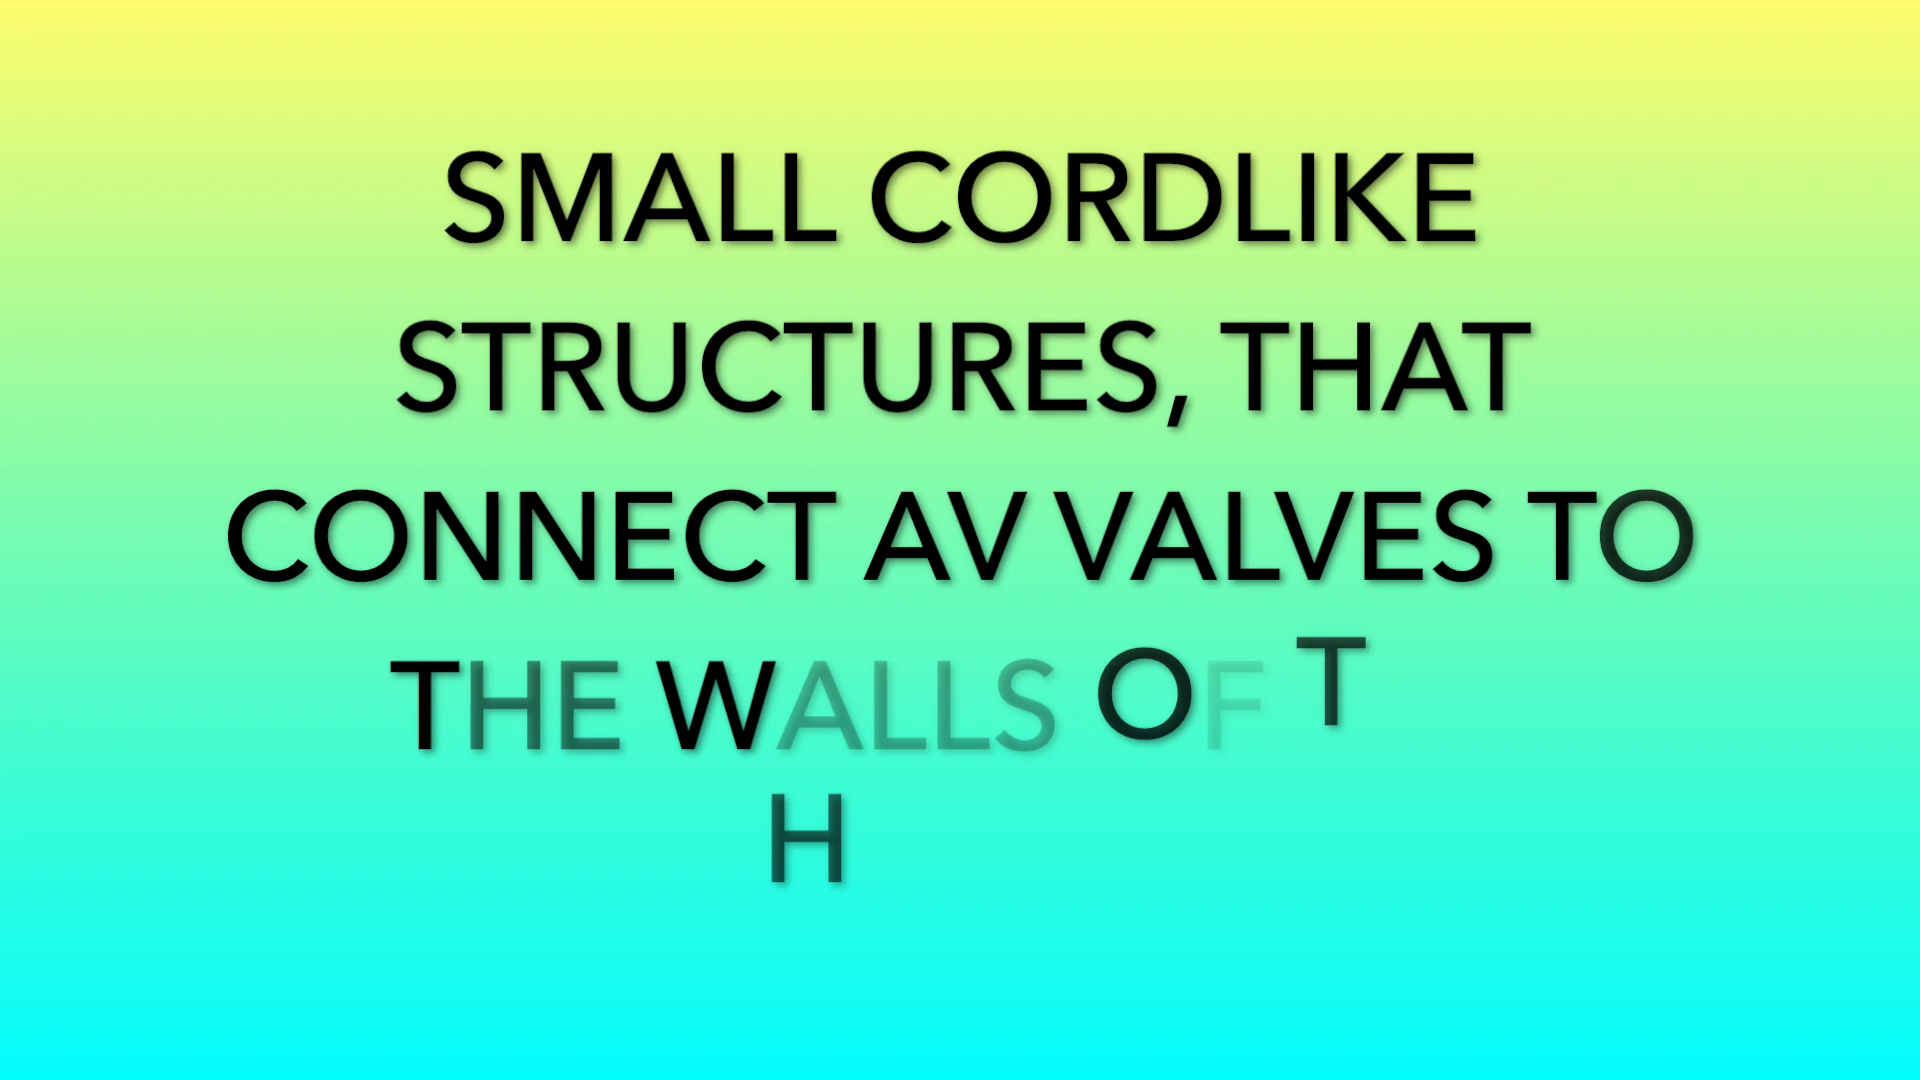 SMALL CORDLIKE
STRUCTURES, THAT
CONNECT AV VALVES TO
THE WALLS OF T
H